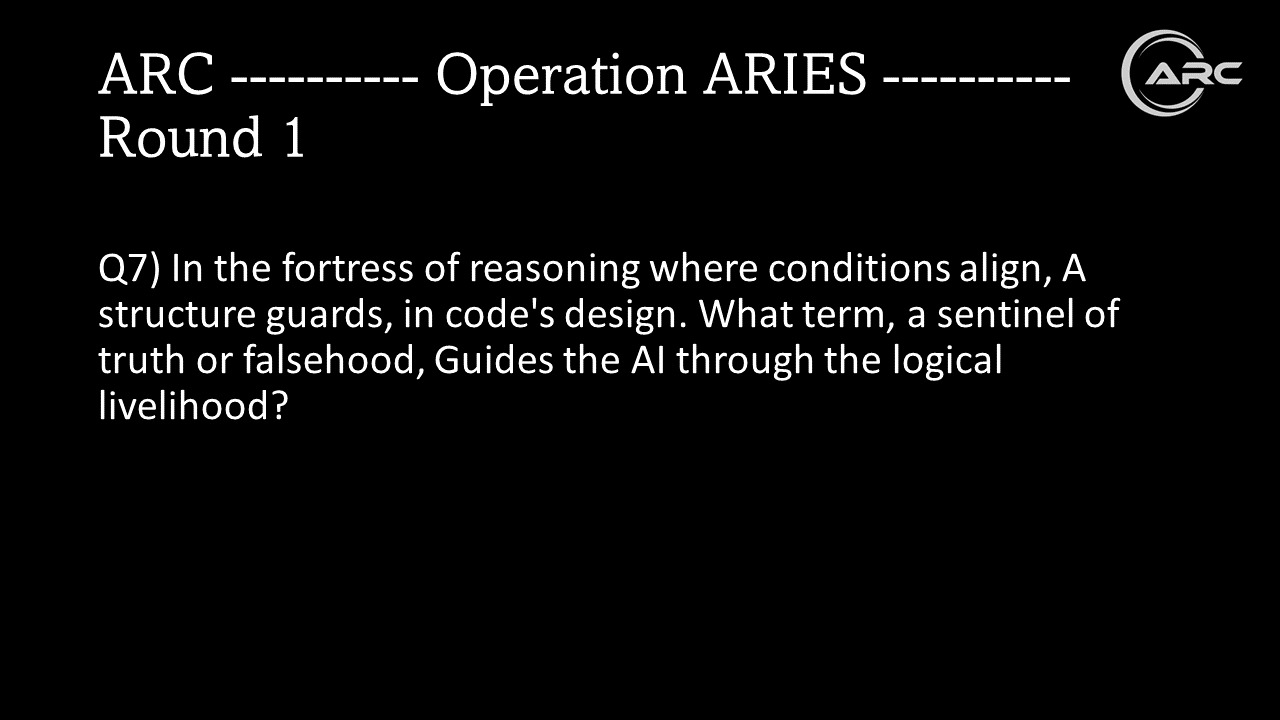 ARC ---------- Operation ARIES ----------
Round 1
ARC
Q7) In the fortress of reasoning where conditions align, A
structure guards, in code's design. What term, a sentinel of
truth or falsehood, Guides the AI through the logical
livelihood?